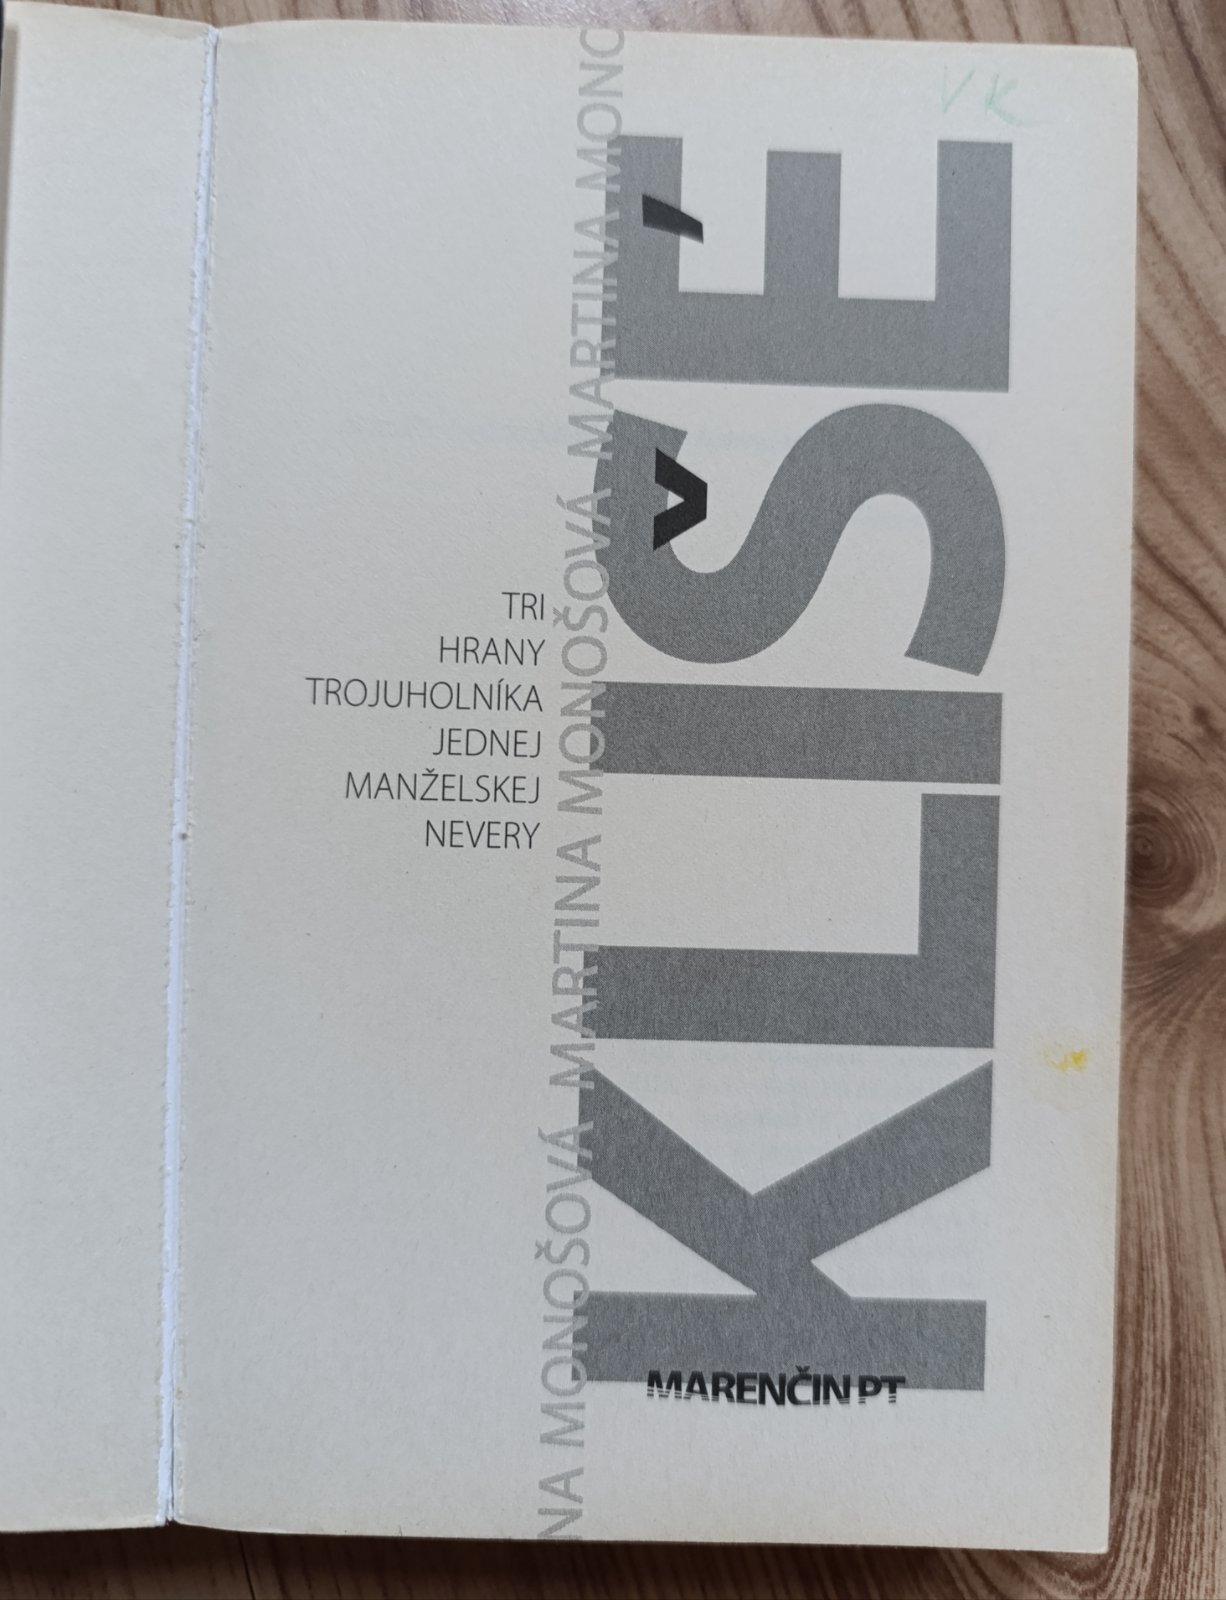 VK
KLIŠÉ
NA MONOŠOVÁ MARTINA MONOŠOVÁ MARTINA MONO
TRI
HRANY
TROJUHOLNÍKA
JEDNEJ
MANŽELSKEJ
NEVERY
MARENČIN PT